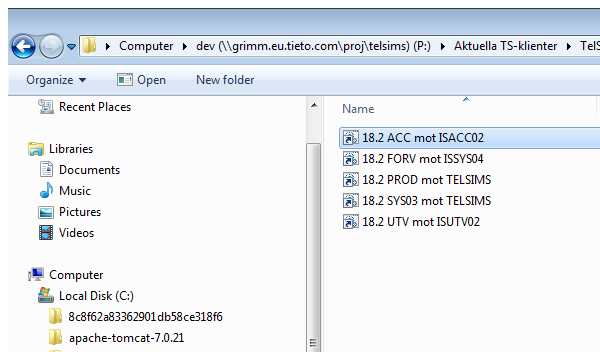 Computer dev (\\grimm.eu.tieto.com\proj\telsims) (P:) Aktuella TS-klienter TelS
Organize Open New folder
Recent Places
Libraries
Documents
Music
Pictures
Videos
Computer
Local Disk (C:)
8c8f62a83362901db58ce318f6
apache-tomcat-7.0.21
Name
18.2 ACC mot ISACC02
18.2 FORV mot ISSYS04
18.2 PROD mot TELSIMS
18.2 SYS03 mot TELSIMS
18.2 UTV mot ISUTV02